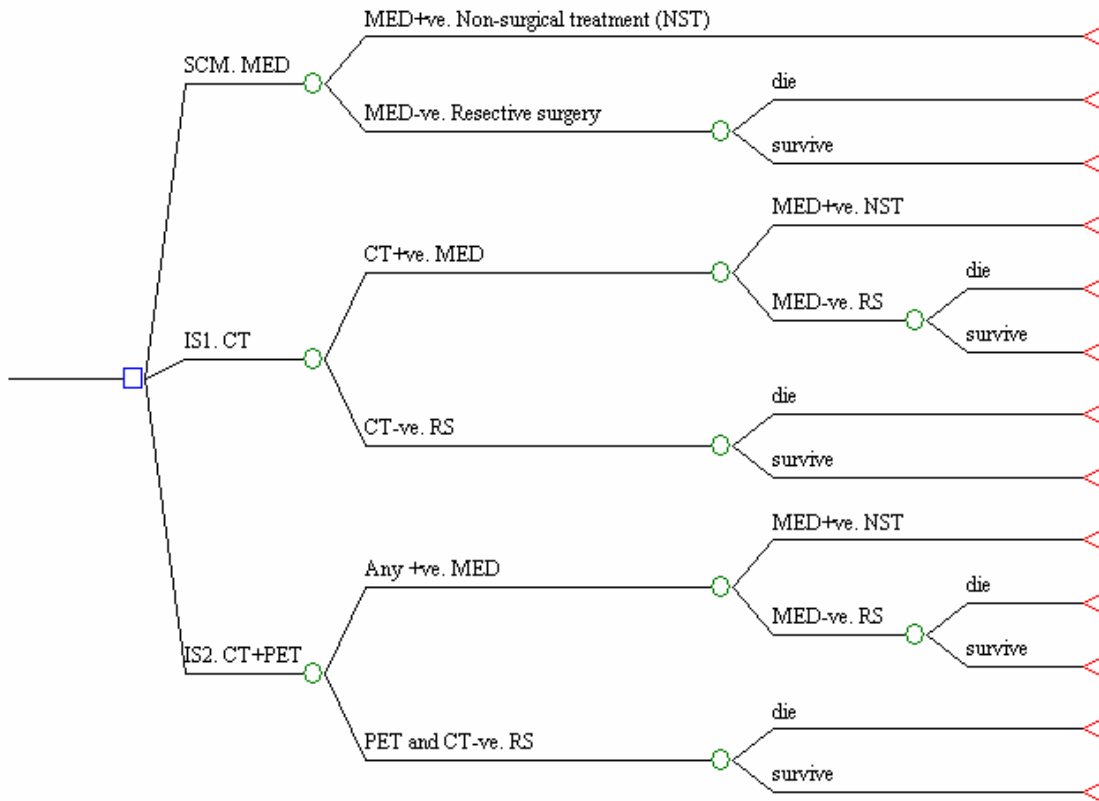 MED+ve. Non-surgical treatment (NST)
SCM. MED
die
MED-ve. Resective surgery
survive
MED+ve. NST
CT+ve. MED
die
MED-ve. RS
survive
IS1. CT
die
CT-ve. RS
survive
MED+ve. NST
Any +ve. MED
die
MED-ve. RS
survive
IS2. CT+PET
die
PET and CT-ve. RS
survive